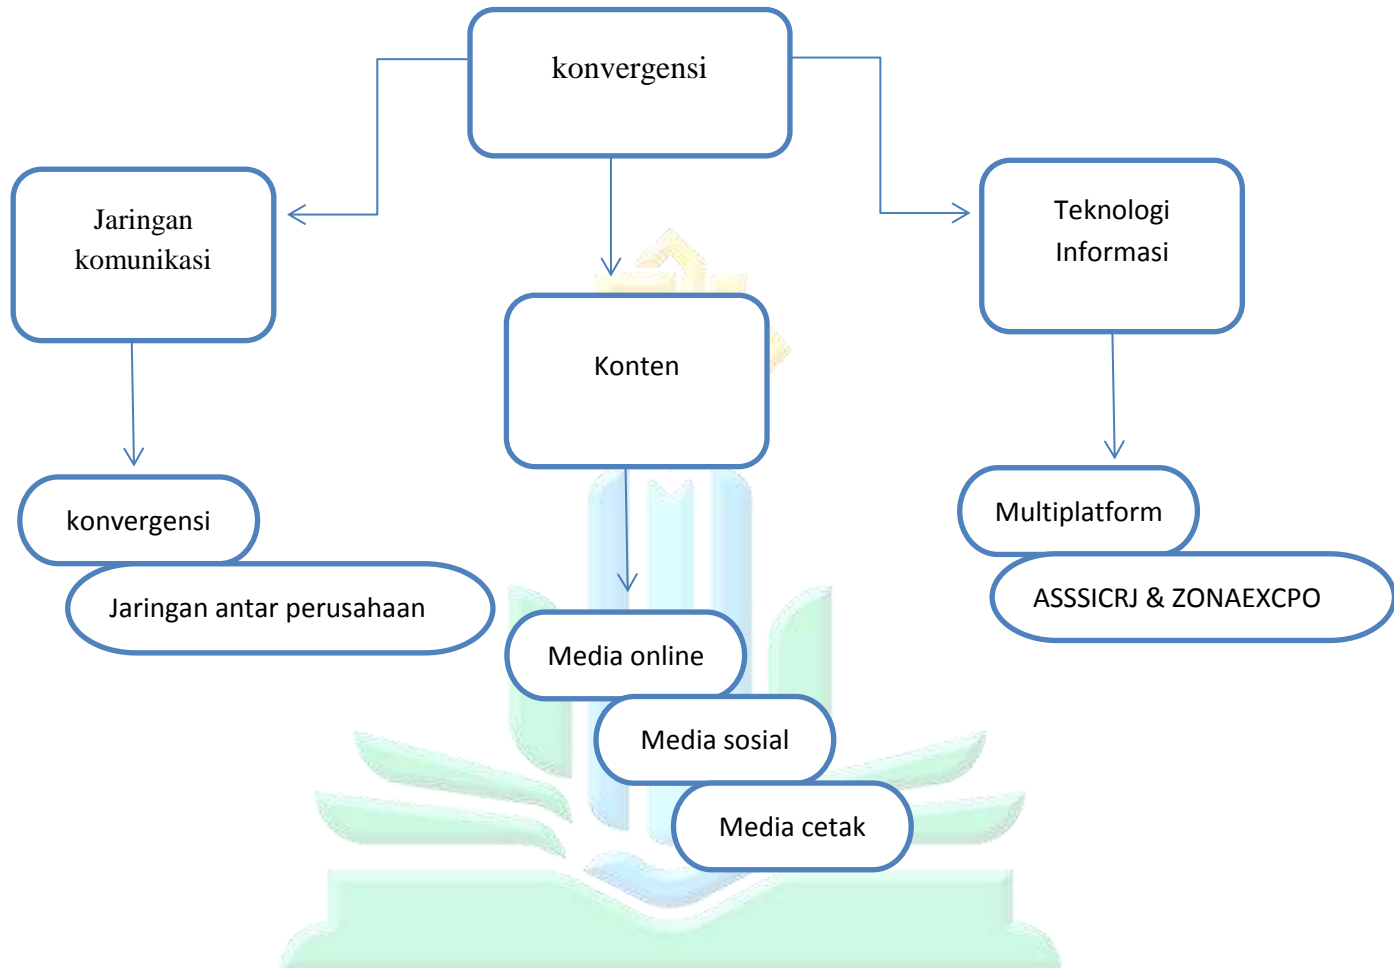 konvergensi
Jaringan
komunikasi
Konten
Teknologi
Informasi
konvergensi
Jaringan antar perusahaan
Media online
Media sosial
Media cetak
Multiplatform
ASSSICRJ & ZONAEXCPO